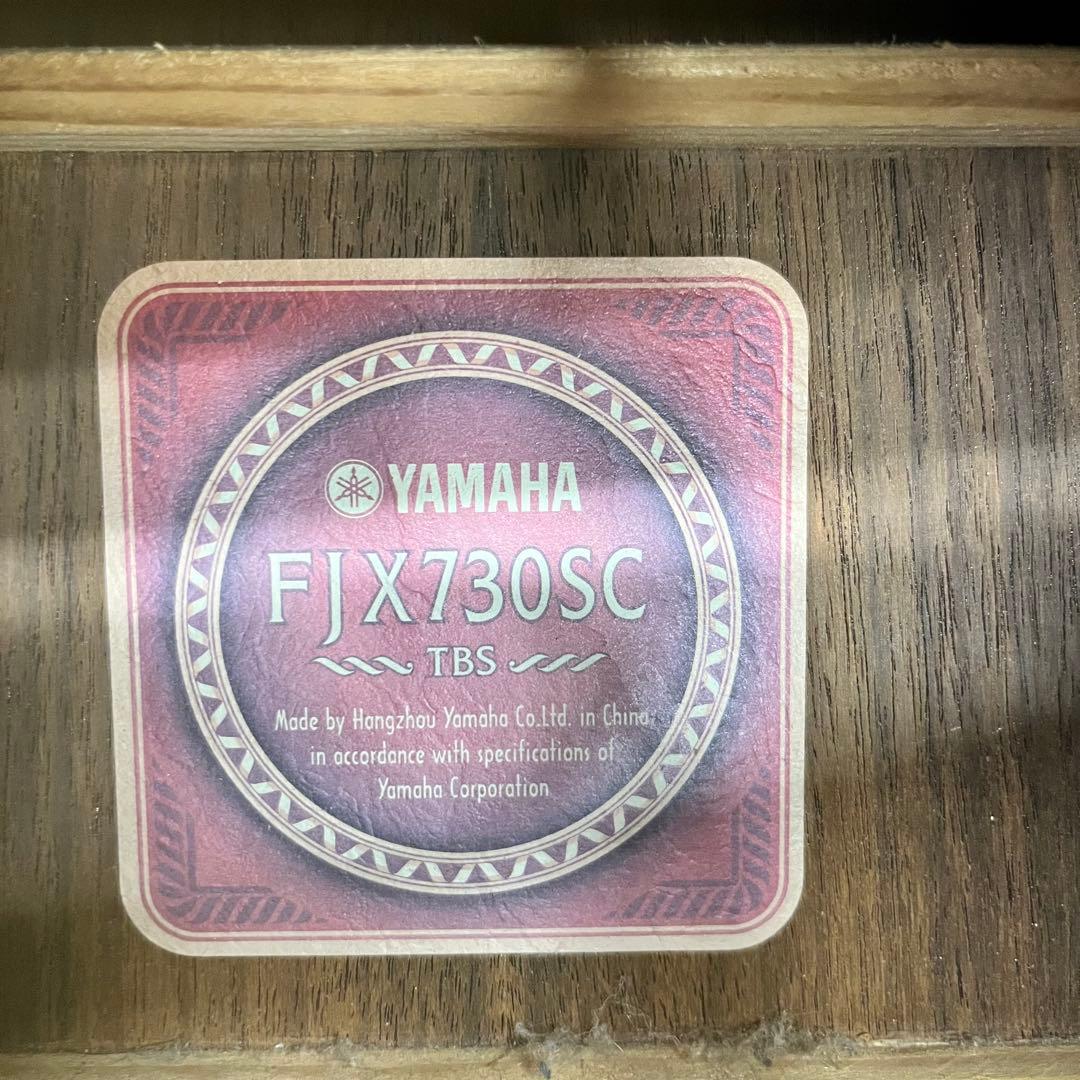 YAMAHA
FJX730SC
TBS
Made by Hangzhou Yamaha Co.Ltd. in China
in accordance with specifications of
Yamaha Corporation